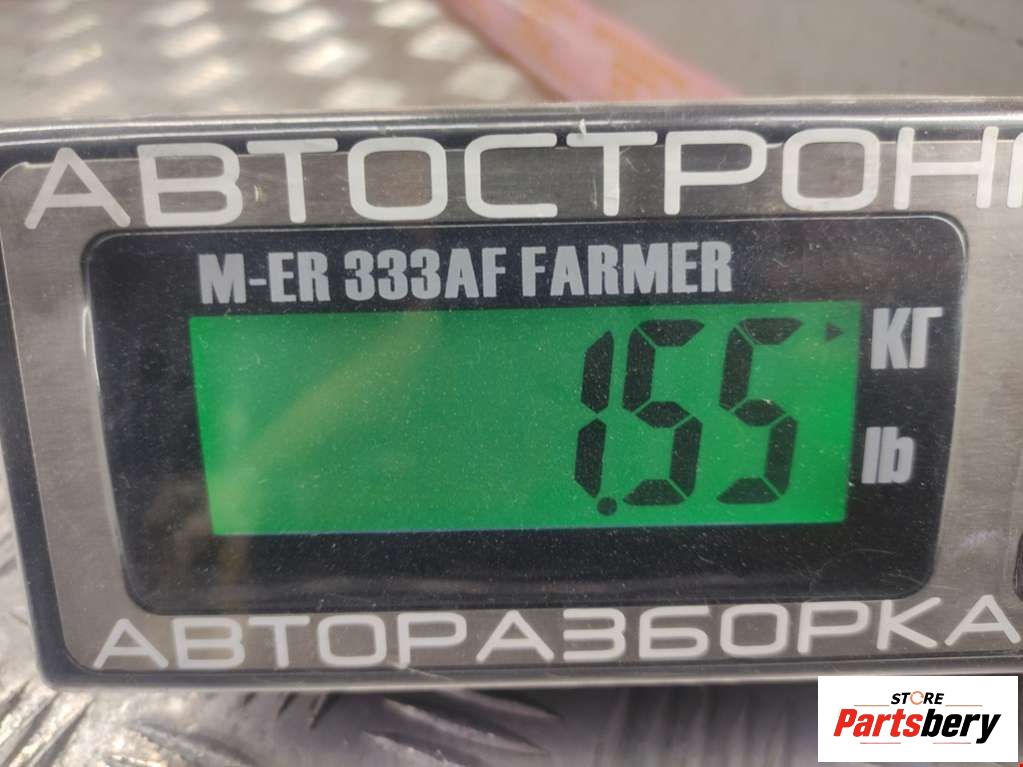 АВТОСТРОН
M-ER 333AF FARMER
1.55
КГ
lb
АВТОРАЗБОРКА
STORE
Partsbery